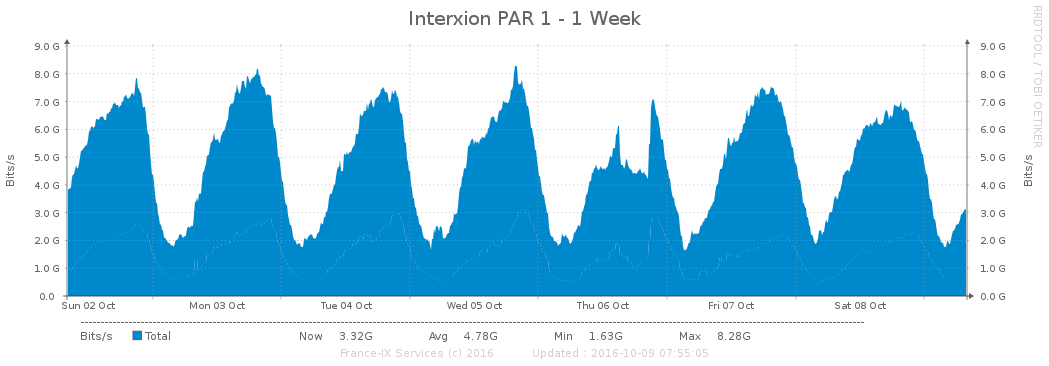 Interxion PAR 1 - 1 Week
RRDTOOL / TOBI OETIKER
Bits/s
9.0 G 9.0 G
8.0 G 8.0 G
7.0 G 7.0 G
6.0 G 6.0 G
5.0 G 5.0 G
4.0 G 4.0 G
3.0 G 3.0 G
2.0 G 2.0 G
1.0 G 1.0 G
0.0 0.0 G
Bits/s
Sun 02 Oct Mon 03 Oct Tue 04 Oct Wed 05 Oct Thu 06 Oct Fri 07 Oct Sat 08 Oct
Bits/s Total Now 3.32G Avg 4.78G Min 1.63G Max 8.28G
France-IX Services (c) 2016 Updated : 2016-10-09 07:55:05